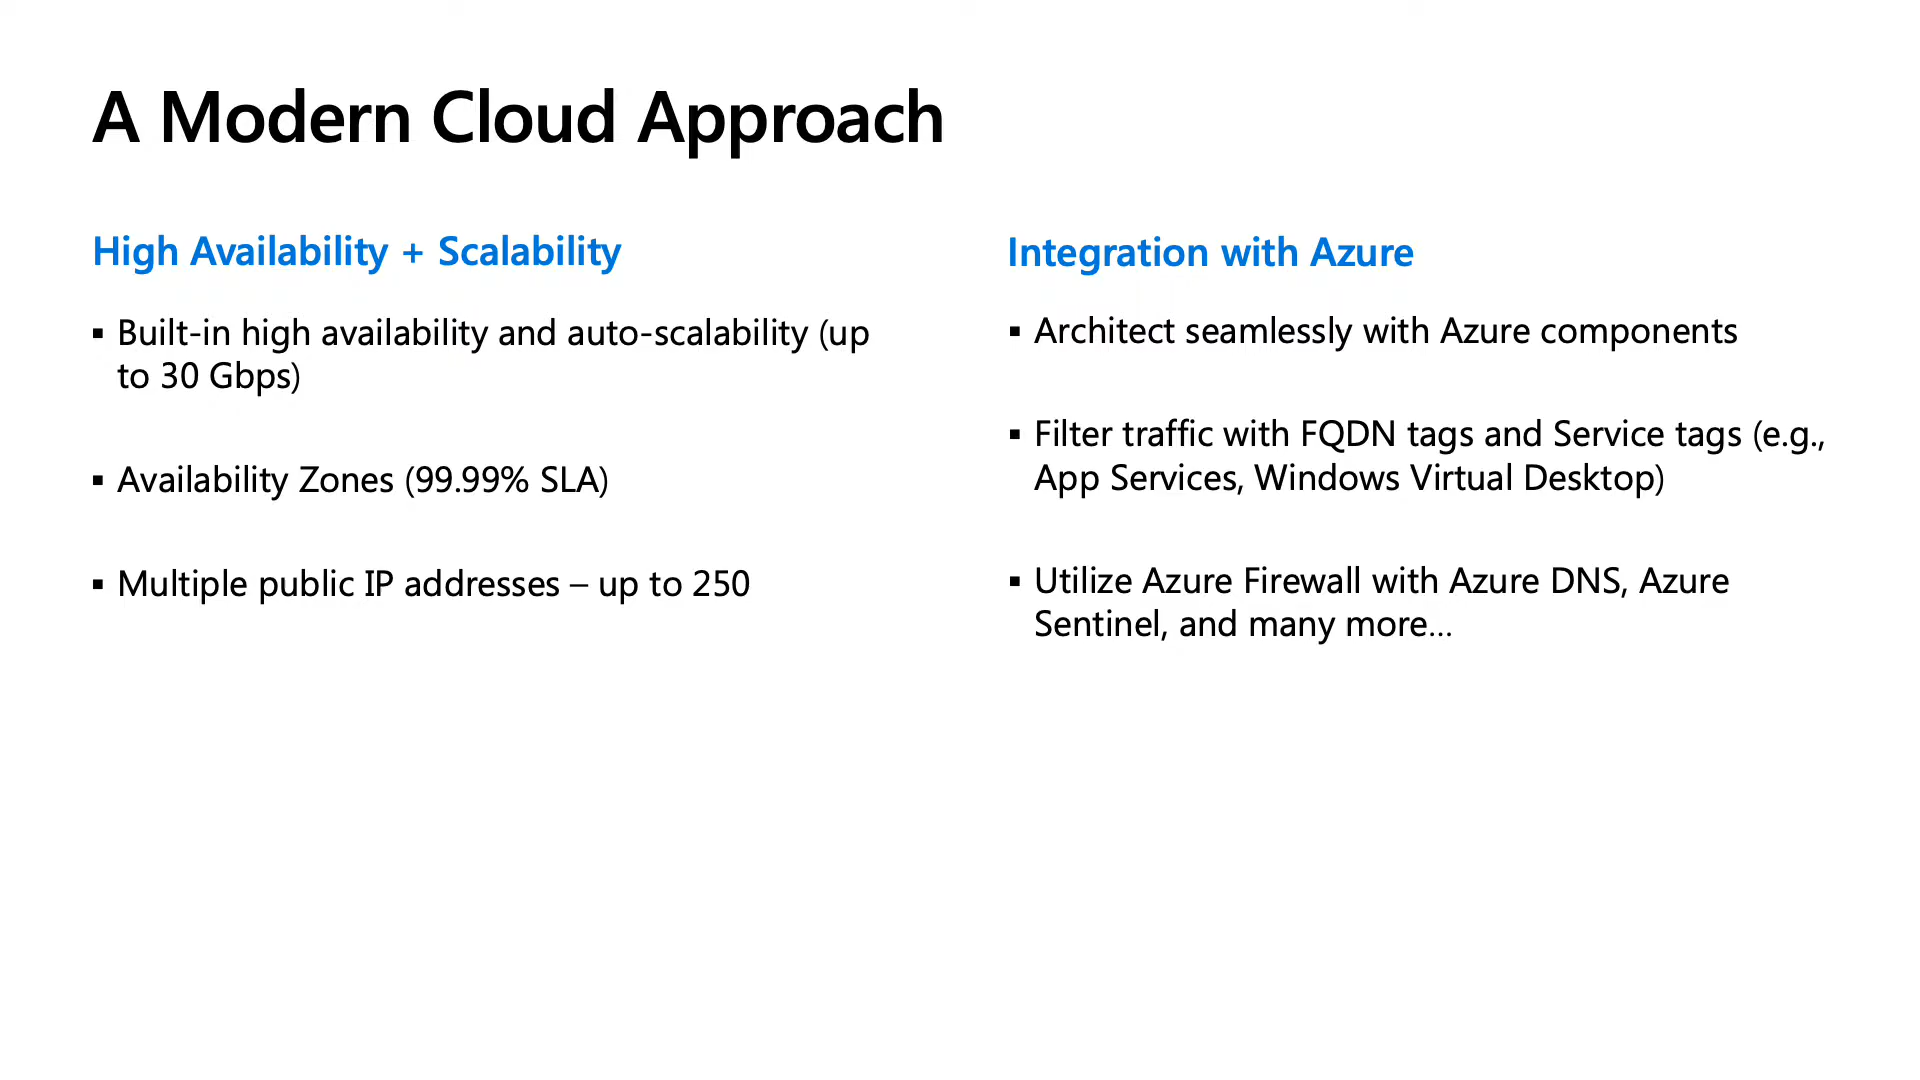 A Modern Cloud Approach
High Availability + Scalability
▪ Built-in high availability and auto-scalability (up
to 30 Gbps)
▪ Availability Zones (99.99% SLA)
▪ Multiple public IP addresses – up to 250
Integration with Azure
▪ Architect seamlessly with Azure components
▪ Filter traffic with FQDN tags and Service tags (e.g.,
App Services, Windows Virtual Desktop)
▪ Utilize Azure Firewall with Azure DNS, Azure
Sentinel, and many more...